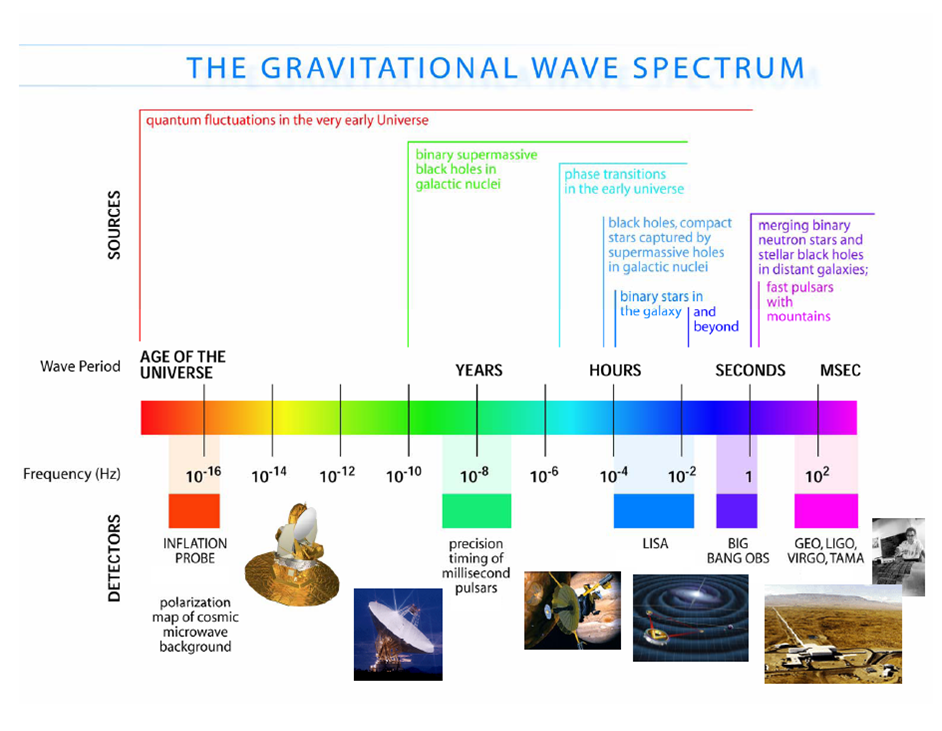 THE GRAVITATIONAL WAVE SPECTRUM
SOURCES
quantum fluctuations in the very early Universe
binary supermassive
black holes in
galactic nuclei
phase transitions
in the early universe
black holes, compact
stars captured by
supermassive holes
in galactic nuclei
merging binary
neutron stars and
stellar black holes
in distant galaxies;
binary stars in
the galaxy
and
beyond
fast pulsars
with
mountains
Wave Period
AGE OF THE
UNIVERSE
YEARS
HOURS
SECONDS
MSEC
Frequency (Hz)
10⁻¹⁶
10⁻¹⁴
10⁻¹²
10⁻¹⁰
10⁻⁸
10⁻⁶
10⁻⁴
10⁻²
1
10²
DETECTORS
INFLATION
PROBE
polarization
map of cosmic
microwave
background
precision
timing of
millisecond
pulsars
LISA
BIG
BANG OBS
GEO, LIGO,
VIRGO, TAMA